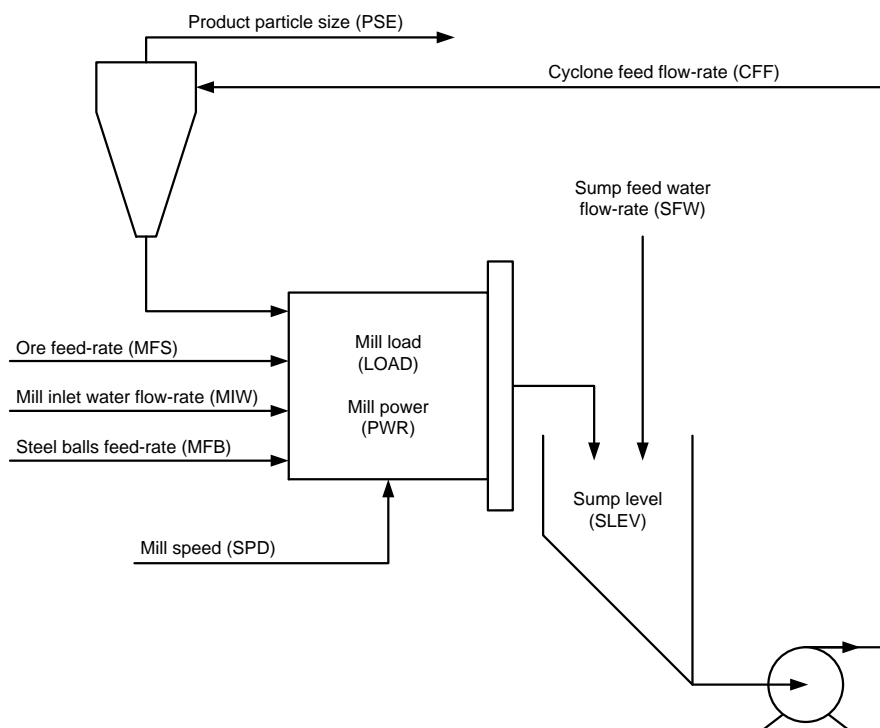 Product particle size (PSE)
Cyclone feed flow-rate (CFF)
Sump feed water
flow-rate (SFW)
Ore feed-rate (MFS)
Mill inlet water flow-rate (MIW)
Steel balls feed-rate (MFB)
Mill load
(LOAD)
Mill power
(PWR)
Sump level
(SLEV)
Mill speed (SPD)